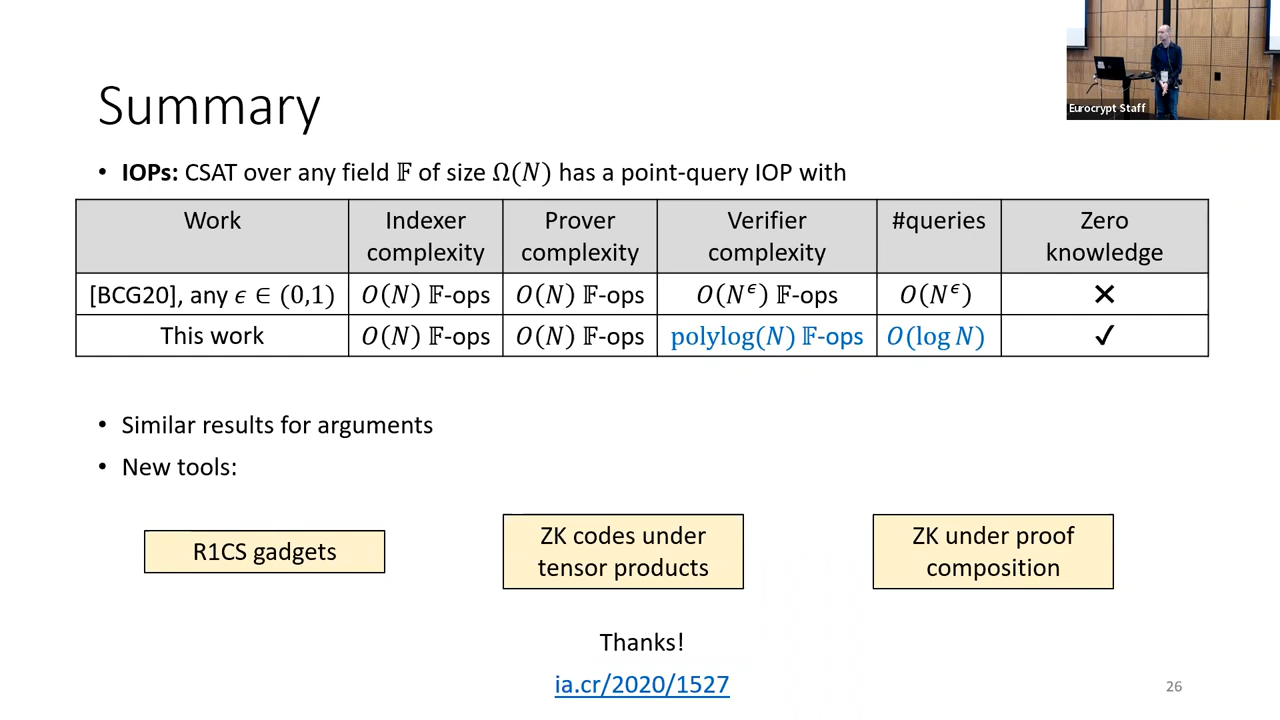 Eurocrypt Staff
Summary
• IOPs: CSAT over any field 𝔽 of size Ω(N) has a point-query IOP with
Work
Indexer
complexity
Prover
complexity
Verifier
complexity
#queries
Zero
knowledge
[BCG20], any ϵ ∈ (0,1)
O(N) 𝔽-ops
O(N) 𝔽-ops
O(N^ϵ) 𝔽-ops
O(N^ϵ)
✕
This work
O(N) 𝔽-ops
O(N) 𝔽-ops
polylog(N) 𝔽-ops
O(log N)
✓
• Similar results for arguments
• New tools:
R1CS gadgets
ZK codes under
tensor products
ZK under proof
composition
Thanks!
ia.cr/2020/1527
26